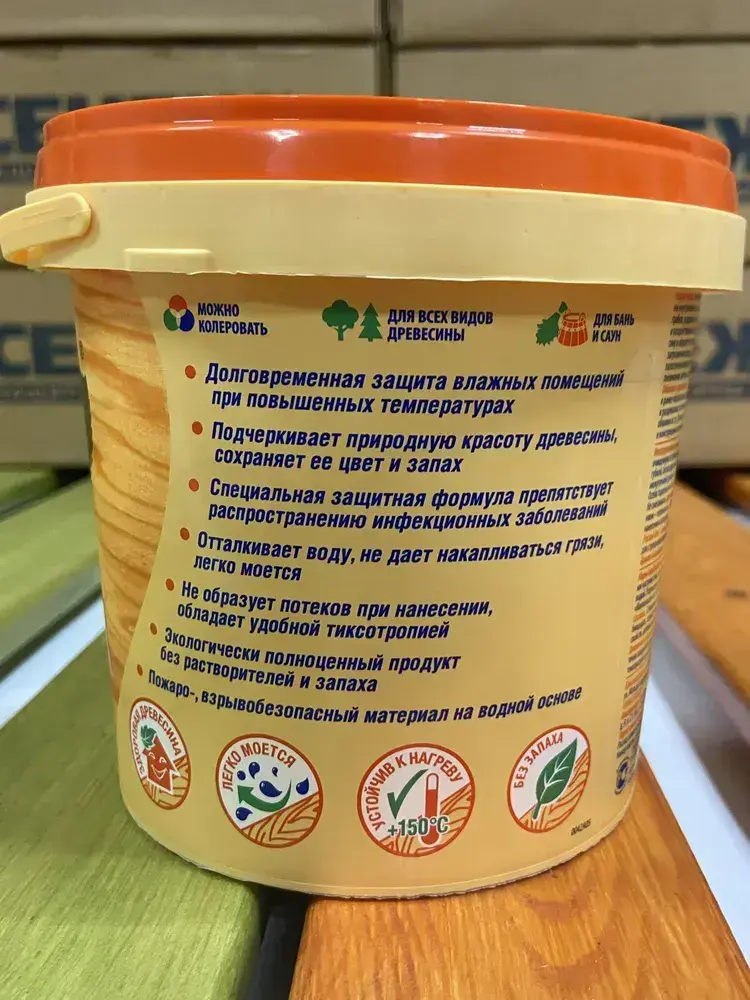 СЕН
СЕ
МОЖНО
КОЛЕРОВАТЬ
ДЛЯ ВСЕХ ВИДОВ
ДРЕВЕСИНЫ
ДЛЯ БАНЬ
И САУН
• Долговременная защита влажных помещений
при повышенных температурах
• Подчеркивает природную красоту древесины,
сохраняет ее цвет и запах
• Специальная защитная формула препятствует
распространению инфекционных заболеваний
• Отталкивает воду, не дает накапливаться грязи,
легко моется
• Не образует потеков при нанесении,
обладает удобной тиксотропией
• Экологически полноценный продукт
без растворителей и запаха
• Пожаро-, взрывобезопасный материал на водной основе
ЗДОРОВАЯ ДРЕВЕСИНА
ЛЕГКО МОЕТСЯ
УСТОЙЧИВ К НАГРЕВУ
+150°C
БЕЗ ЗАПАХА